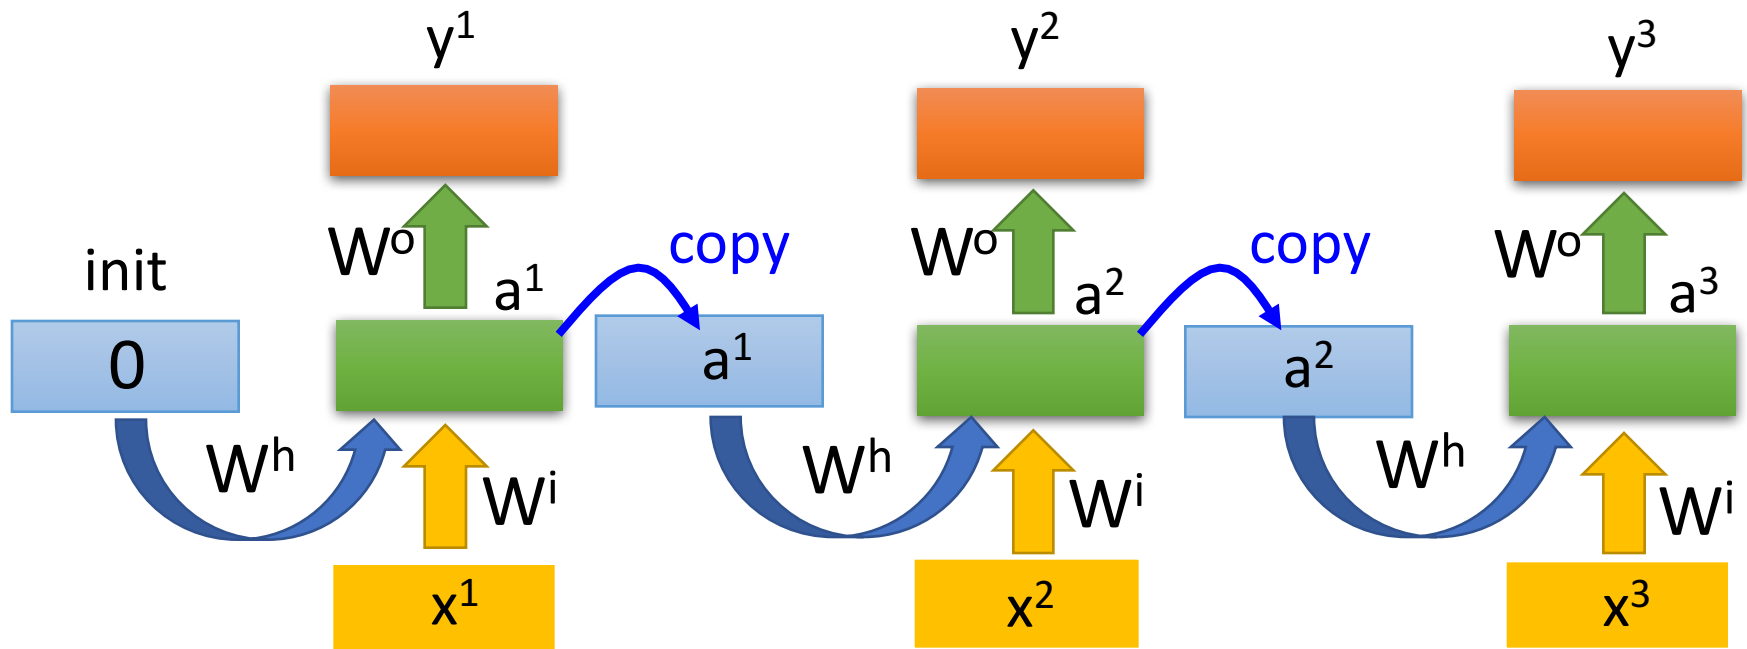 y¹ y² y³
Wᵒ copy Wᵒ copy Wᵒ
init a¹ a² a³
0 a¹ a²
Wʰ Wʰ Wʰ
Wⁱ Wⁱ Wⁱ
x¹ x² x³